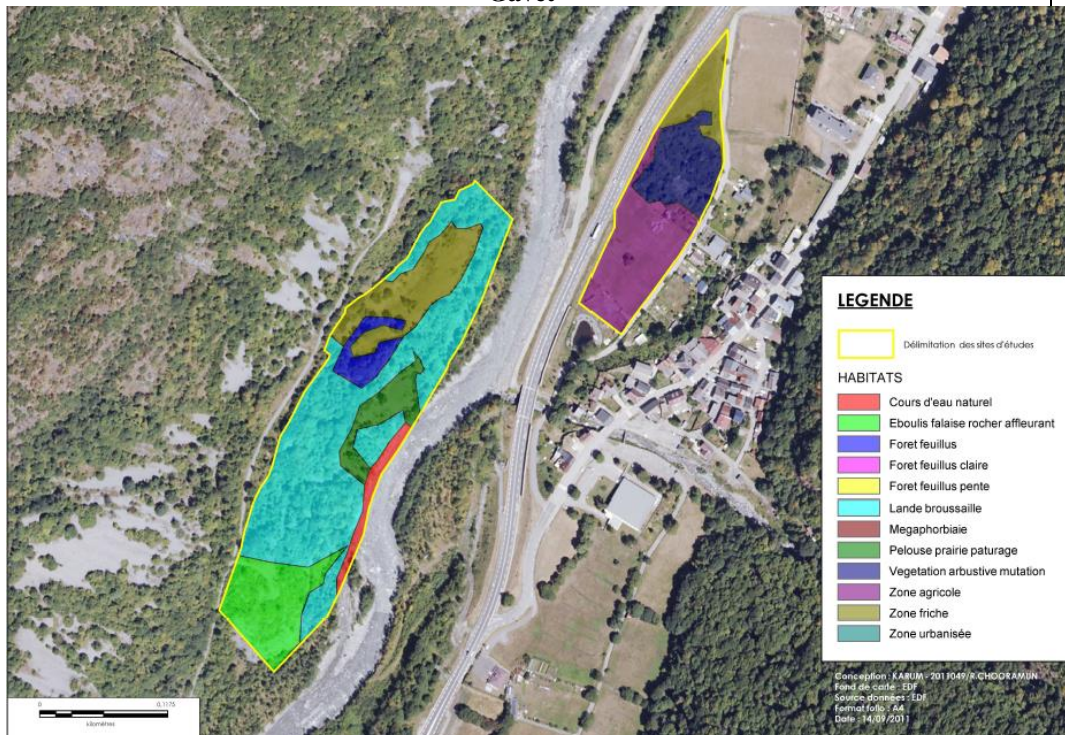 Gavet
LEGENDE
Délimitation des sites d'études
HABITATS
Cours d'eau naturel
Eboulis falaise rocher affleurant
Foret feuillus
Foret feuillus claire
Foret feuillus pente
Lande broussaille
Megaphorbiaie
Pelouse prairie paturage
Vegetation arbustive mutation
Zone agricole
Zone friche
Zone urbanisée
Conception : KARUM - 2011049/R.CHOORAMUN
Fond de carte : EDF
Source données : EDF
Format folio : A4
Date : 14/09/2011
0 0,1175
kilomètres